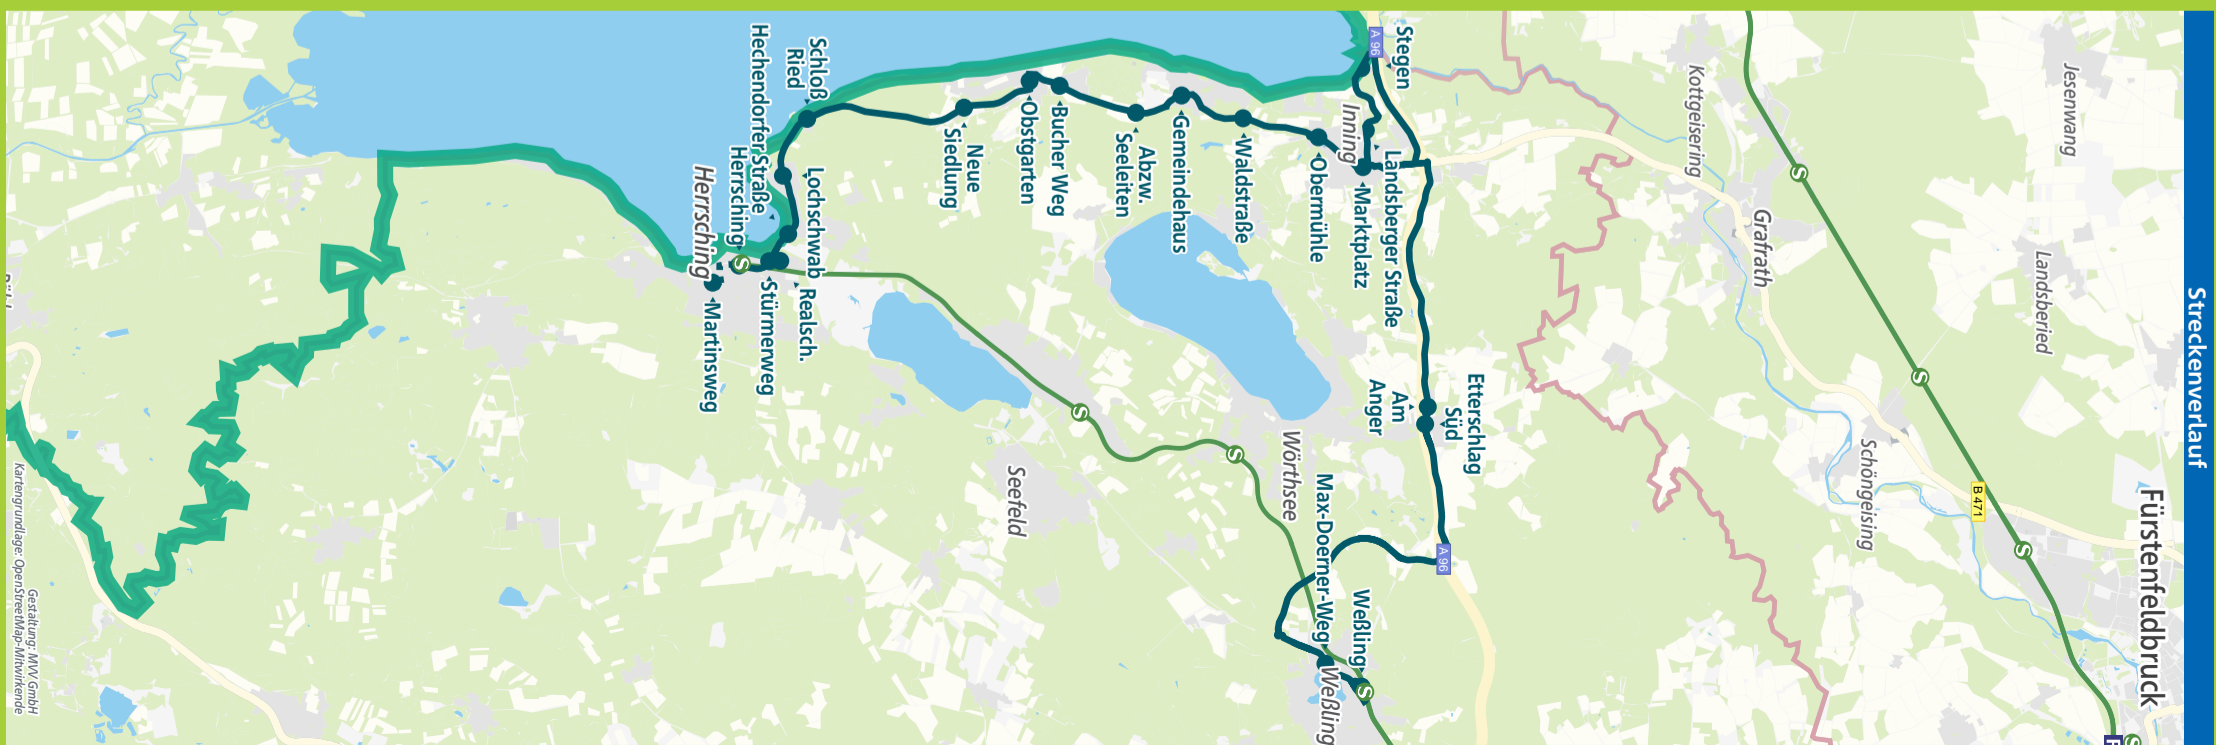 Streckenverlauf
Jesenwang
Landsberied
Fürstenfeldbruck
Kottgeisering
Grafrath
Schöngeising
B 471
A 96
Stegen
Inning
Landsberger Straße
Marktplatz
Obermühle
Waldstraße
Gemeindehaus
Abzw.
Seeleiten
Bucher Weg
Obstgarten
Neue
Siedlung
Schloß
Ried
Lochschwab
Hechendorfer Straße
Herrsching
Herrsching
Realsch.
Stürmerweg
Martinsweg
Etterschlag
Süd
Am
Anger
Wörthsee
Seefeld
A 96
Max-Doerner-Weg
Weßling
Weßling
S
S
S
S
S
S
S
Gestaltung: MVV GmbH
Kartengrundlage: OpenStreetMap-Mitwirkende